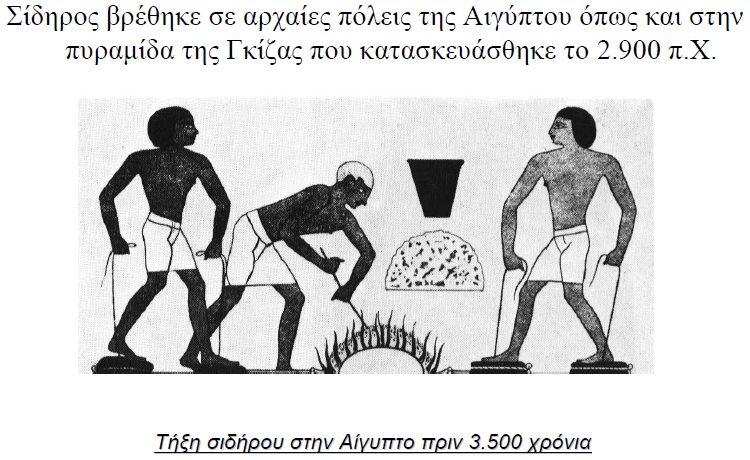 Σίδηρος βρέθηκε σε αρχαίες πόλεις της Αιγύπτου όπως και στην
πυραμίδα της Γκίζας που κατασκευάσθηκε το 2.900 π.Χ.
Τήξη σιδήρου στην Αίγυπτο πριν 3.500 χρόνια